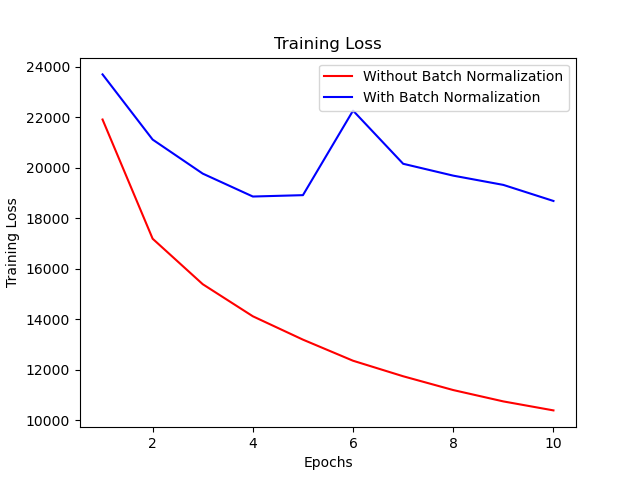 Training Loss
24000
22000
20000
18000
16000
14000
12000
10000
Training Loss
Without Batch Normalization
With Batch Normalization
2
4
6
8
10
Epochs